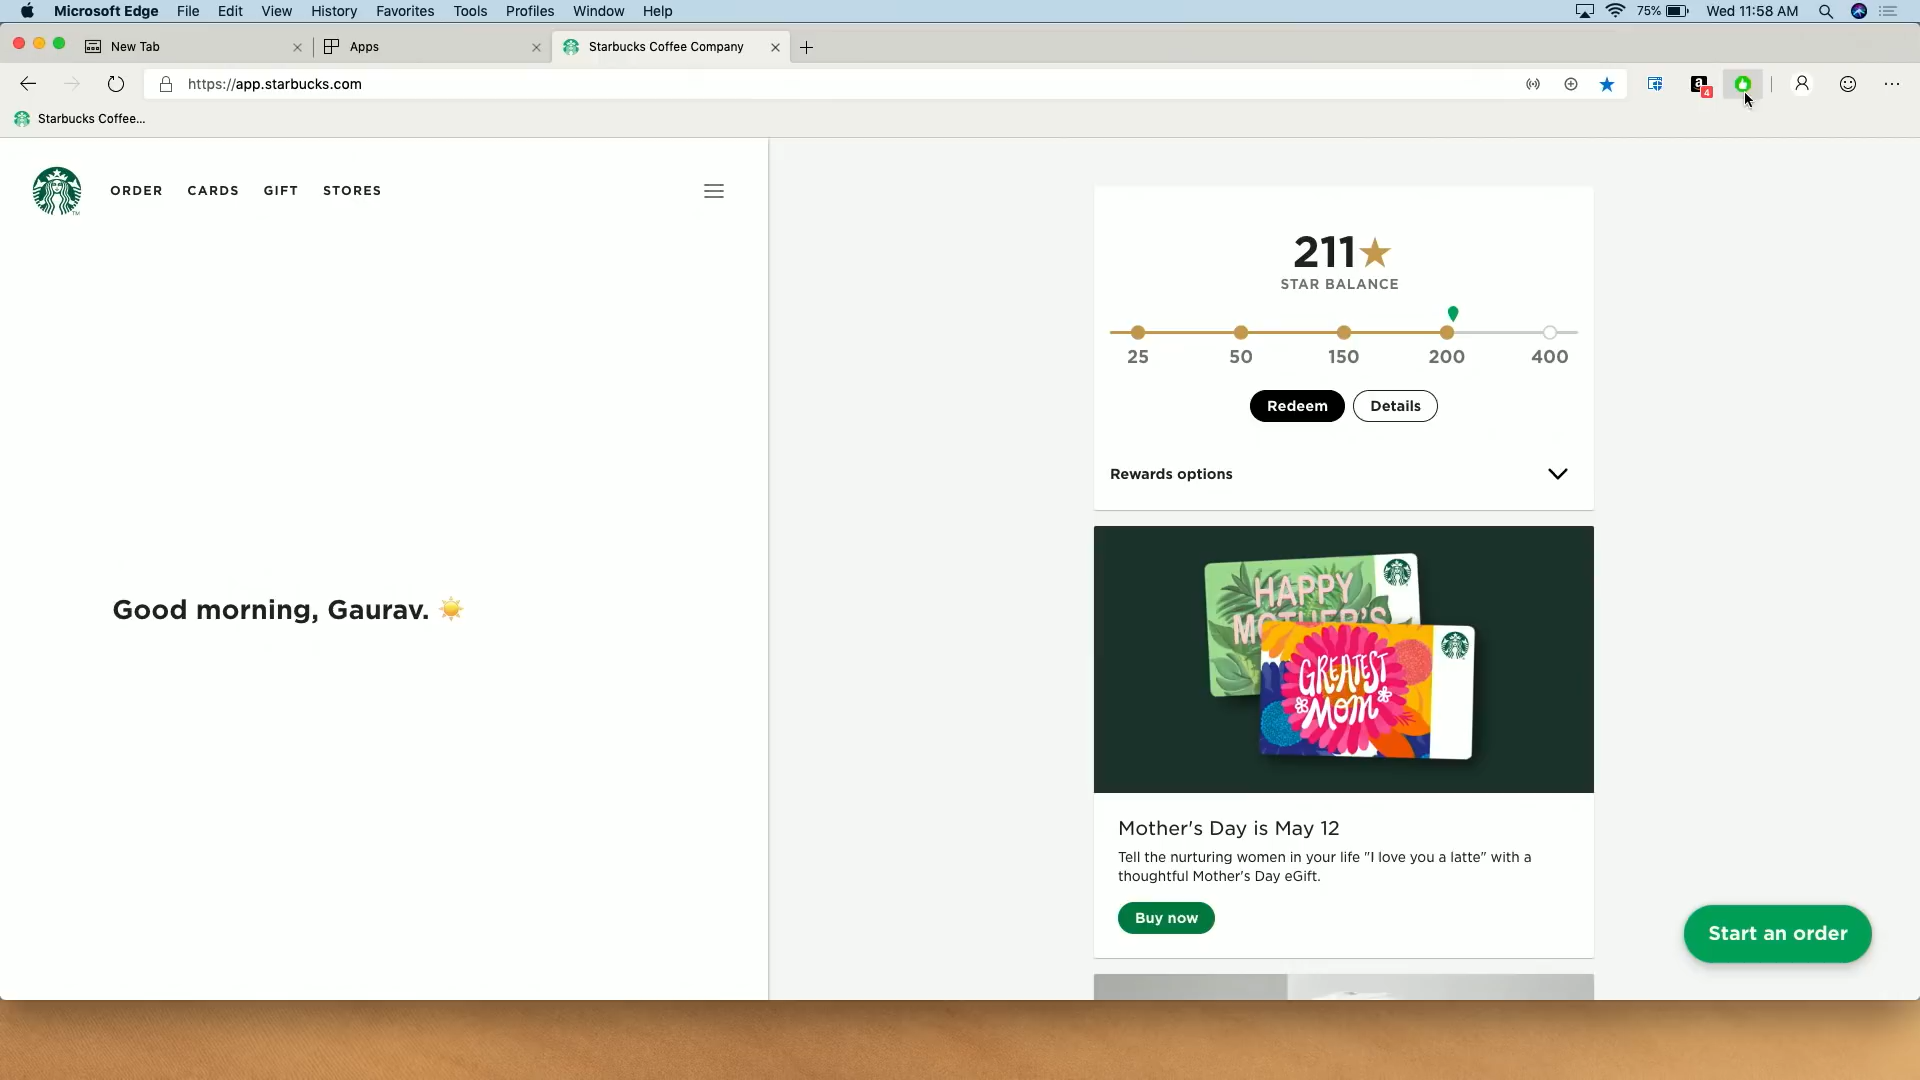 Microsoft Edge File Edit View History Favorites Tools Profiles Window Help 75% Wed 11:58 AM
New Tab Apps Starbucks Coffee Company
https://app.starbucks.com a 4
Starbucks Coffee...
ORDER CARDS GIFT STORES
211
STAR BALANCE
25 50 150 200 400
Redeem Details
Rewards options
HAPPY
MOTHER'S
GREATEST
MOM
Good morning, Gaurav.
Mother's Day is May 12
Tell the nurturing women in your life "I love you a latte" with a
thoughtful Mother's Day eGift.
Buy now
Start an order